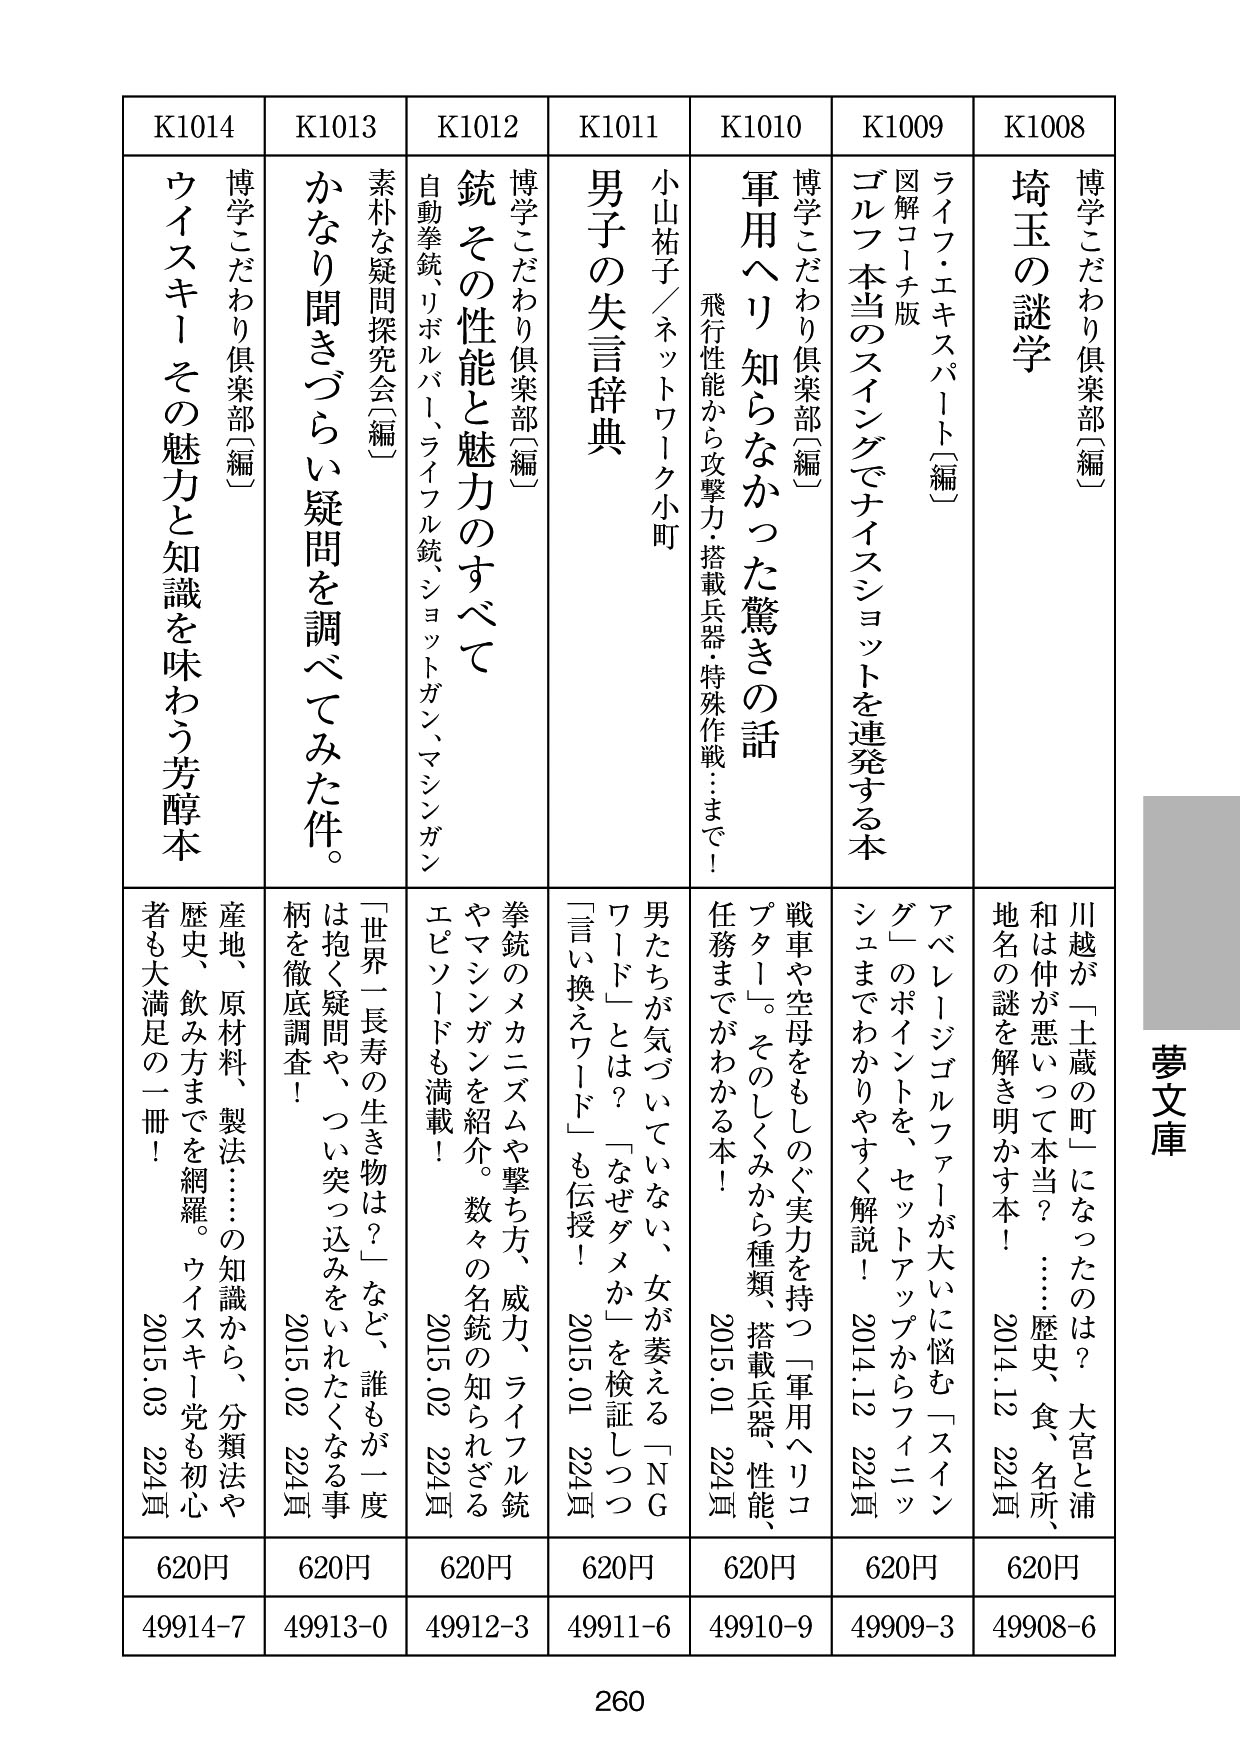 夢文庫
K1008
博学こだわり倶楽部〔編〕
埼玉の謎学
川越が「土蔵の町」になったのは? 大宮と浦
和は仲が悪いって本当? ……歴史、食、名所、
地名の謎を解き明かす本!
2014.12 224頁
620円
49908-6
K1009
ライフ・エキスパート〔編〕
図解コーチ版
ゴルフ 本当のスイングでナイスショットを連発する本
アベレージゴルファーが大いに悩む「スイン
グ」のポイントを、セットアップからフィニッ
シュまでわかりやすく解説!
2014.12 224頁
620円
49909-3
K1010
博学こだわり倶楽部〔編〕
軍用ヘリ 知らなかった驚きの話
飛行性能から攻撃力・搭載兵器・特殊作戦…まで!
戦車や空母をもしのぐ実力を持つ「軍用ヘリコ
プター」。そのしくみから種類、搭載兵器、性能、
任務までがわかる本!
2015.01 224頁
620円
49910-9
K1011
小山祐子/ネットワーク小町
男子の失言辞典
男たちが気づいていない、女が萎える「NG
ワード」とは? 「なぜダメか」を検証しつつ
「言い換えワード」も伝授!
2015.01 224頁
620円
49911-6
K1012
博学こだわり倶楽部〔編〕
銃 その性能と魅力のすべて
自動拳銃、リボルバー、ライフル銃、ショットガン、マシンガン
拳銃のメカニズムや撃ち方、威力、ライフル銃
やマシンガンを紹介。数々の名銃の知られざる
エピソードも満載!
2015.02 224頁
620円
49912-3
K1013
素朴な疑問探究会〔編〕
かなり聞きづらい疑問を調べてみた件。
「世界一長寿の生き物は?」など、誰もが一度
は抱く疑問や、つい突っ込みをいれたくなる事
柄を徹底調査!
2015.02 224頁
620円
49913-0
K1014
博学こだわり倶楽部〔編〕
ウイスキー その魅力と知識を味わう芳醇本
産地、原材料、製法……の知識から、分類法や
歴史、飲み方までを網羅。ウイスキー党も初心
者も大満足の一冊!
2015.03 224頁
620円
49914-7
260